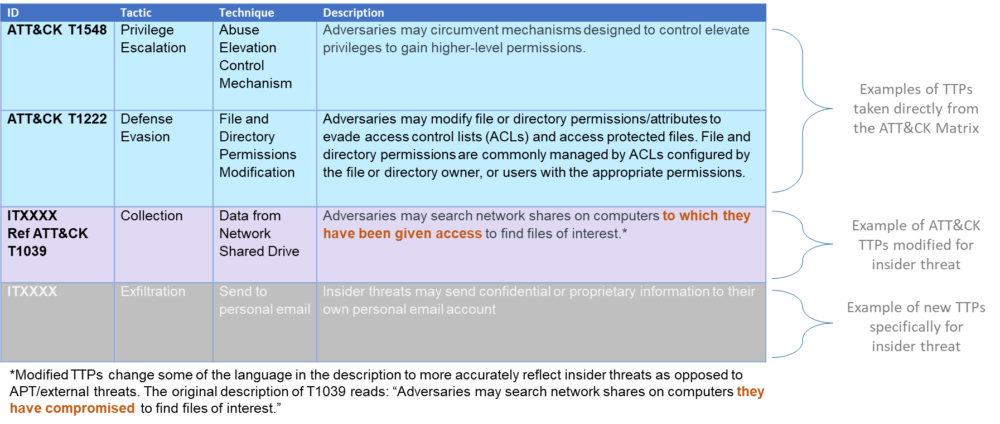 ID Tactic Technique Description
ATT&CK T1548
Privilege
Escalation
Abuse
Elevation
Control
Mechanism
Adversaries may circumvent mechanisms designed to control elevate
privileges to gain higher-level permissions.
ATT&CK T1222
Defense
Evasion
File and
Directory
Permissions
Modification
Adversaries may modify file or directory permissions/attributes to
evade access control lists (ACLs) and access protected files. File and
directory permissions are commonly managed by ACLs configured by
the file or directory owner, or users with the appropriate permissions.
Examples of TTPs
taken directly from
the ATT&CK Matrix
ITXXXX
Ref ATT&CK
T1039
Collection
Data from
Network
Shared Drive
Adversaries may search network shares on computers to which they
have been given access to find files of interest.*
Example of ATT&CK
TTPs modified for
insider threat
ITXXXX
Exfiltration
Send to
personal email
Insider threats may send confidential or proprietary information to their
own personal email account
Example of new TTPs
specifically for
insider threat
*Modified TTPs change some of the language in the description to more accurately reflect insider threats as opposed to
APT/external threats. The original description of T1039 reads: “Adversaries may search network shares on computers they
have compromised to find files of interest.”